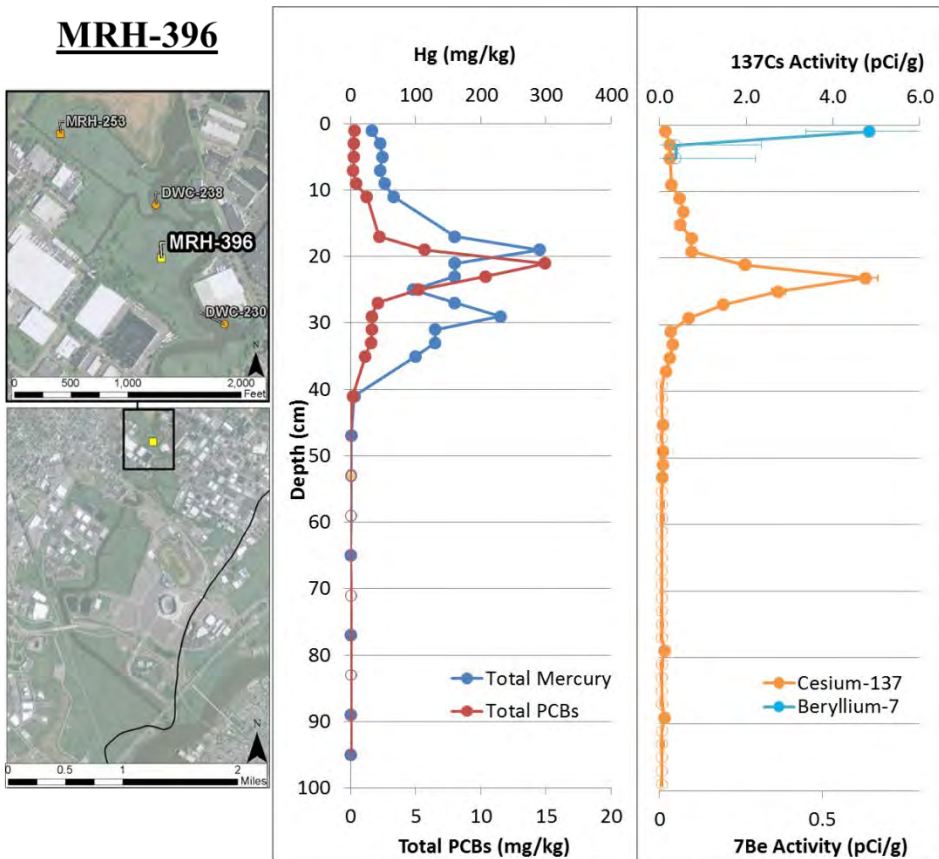 MRH-396
MRH-253
DWC-238
MRH-396
DWC-230
N
0 500 1,000 2,000
Feet
N
0 0.5 1 2
Miles
Hg (mg/kg)
0 100 200 300 400
0
10
20
30
40
50
60
70
80
90
100
Depth (cm)
Total Mercury
Total PCBs
0 5 10 15 20
Total PCBs (mg/kg)
137Cs Activity (pCi/g)
0.0 2.0 4.0 6.0
Cesium-137
Beryllium-7
0.5
7Be Activity (pCi/g)